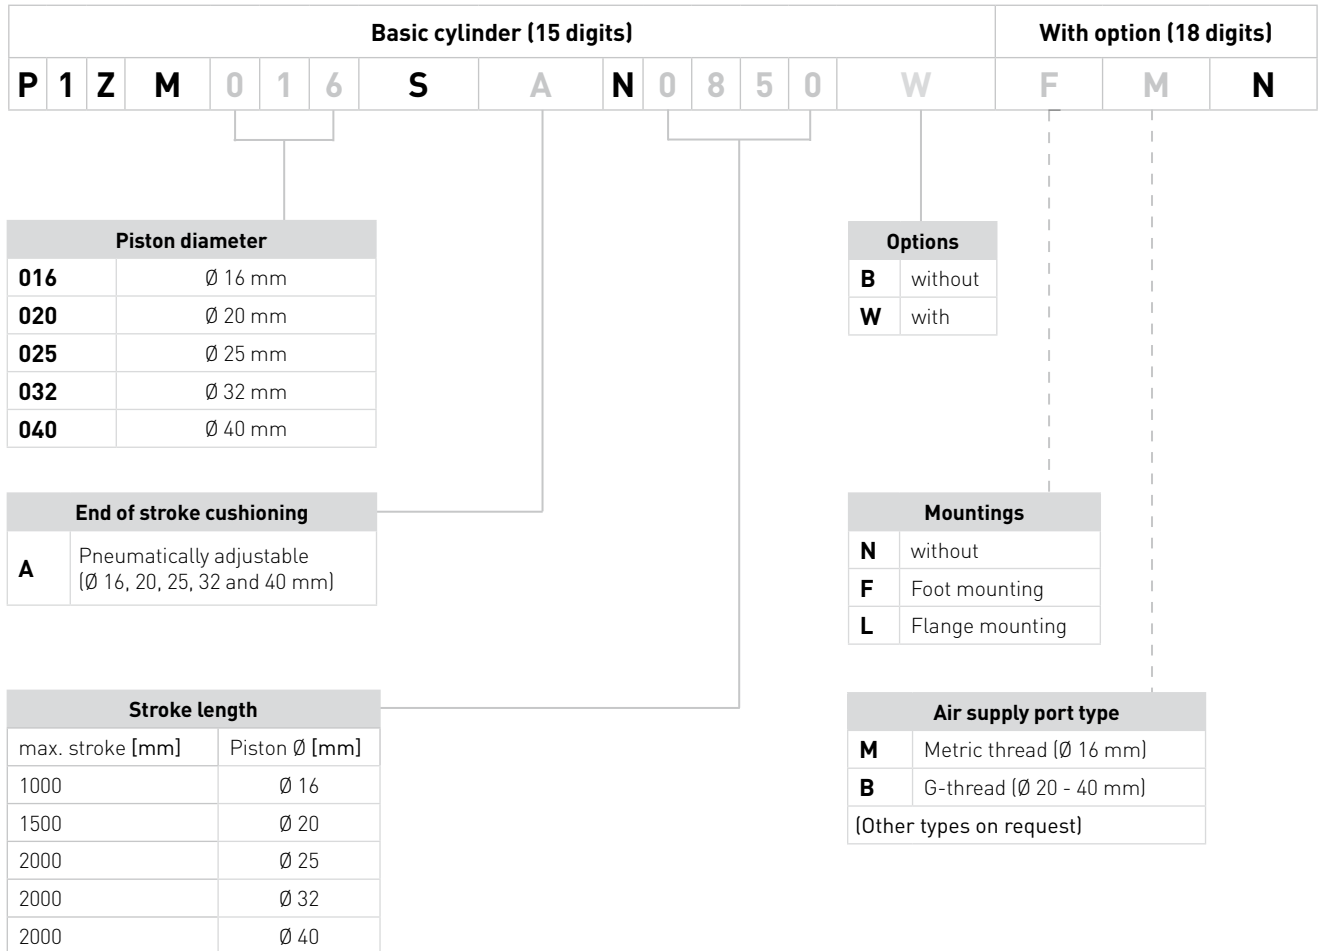 Basic cylinder (15 digits) With option (18 digits)
P 1 Z M 0 1 6 S A N 0 8 5 0 W F M N
Piston diameter
016 Ø 16 mm
020 Ø 20 mm
025 Ø 25 mm
032 Ø 32 mm
040 Ø 40 mm
Options
B without
W with
End of stroke cushioning
A Pneumatically adjustable
(Ø 16, 20, 25, 32 and 40 mm)
Mountings
N without
F Foot mounting
L Flange mounting
Stroke length
max. stroke [mm] Piston Ø [mm]
1000 Ø 16
1500 Ø 20
2000 Ø 25
2000 Ø 32
2000 Ø 40
Air supply port type
M Metric thread (Ø 16 mm)
B G-thread (Ø 20 - 40 mm)
(Other types on request)